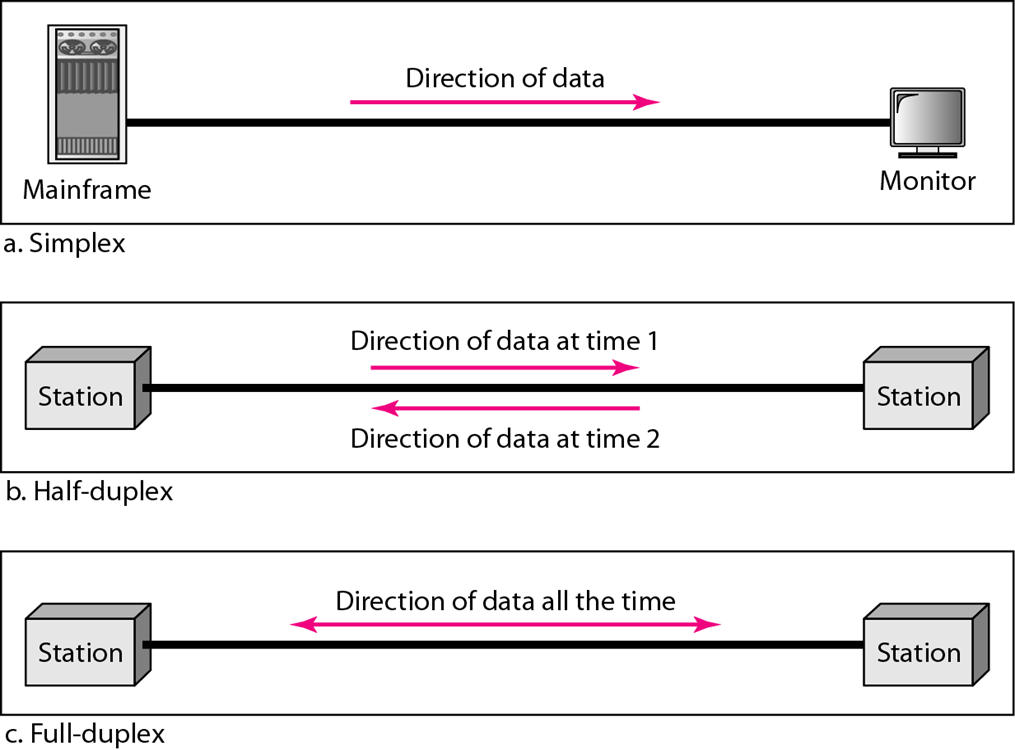 Direction of data
Mainframe
Monitor
a. Simplex
Direction of data at time 1
Station
Station
Direction of data at time 2
b. Half-duplex
Direction of data all the time
Station
Station
c. Full-duplex